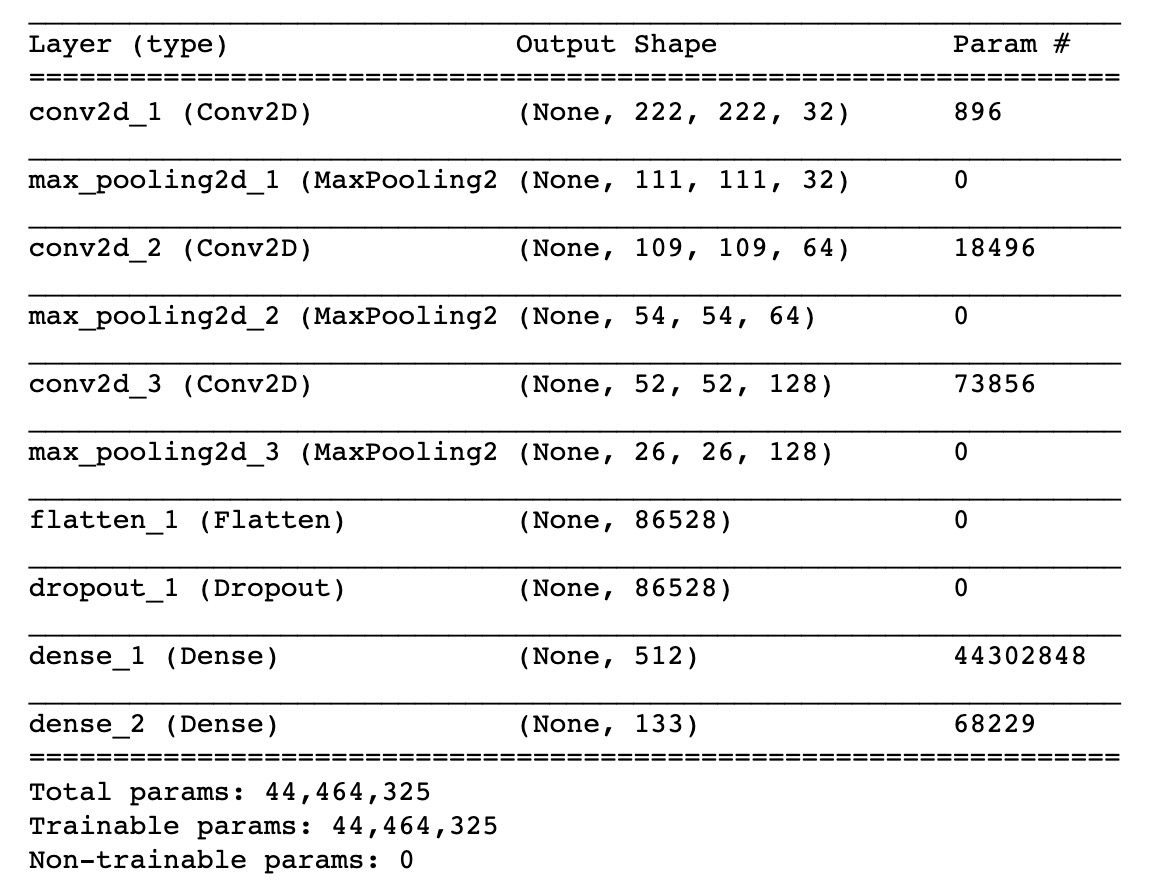 Layer (type) Output Shape Param #
=================================================================
conv2d_1 (Conv2D) (None, 222, 222, 32) 896
max_pooling2d_1 (MaxPooling2 (None, 111, 111, 32) 0
conv2d_2 (Conv2D) (None, 109, 109, 64) 18496
max_pooling2d_2 (MaxPooling2 (None, 54, 54, 64) 0
conv2d_3 (Conv2D) (None, 52, 52, 128) 73856
max_pooling2d_3 (MaxPooling2 (None, 26, 26, 128) 0
flatten_1 (Flatten) (None, 86528) 0
dropout_1 (Dropout) (None, 86528) 0
dense_1 (Dense) (None, 512) 44302848
dense_2 (Dense) (None, 133) 68229
=================================================================
Total params: 44,464,325
Trainable params: 44,464,325
Non-trainable params: 0